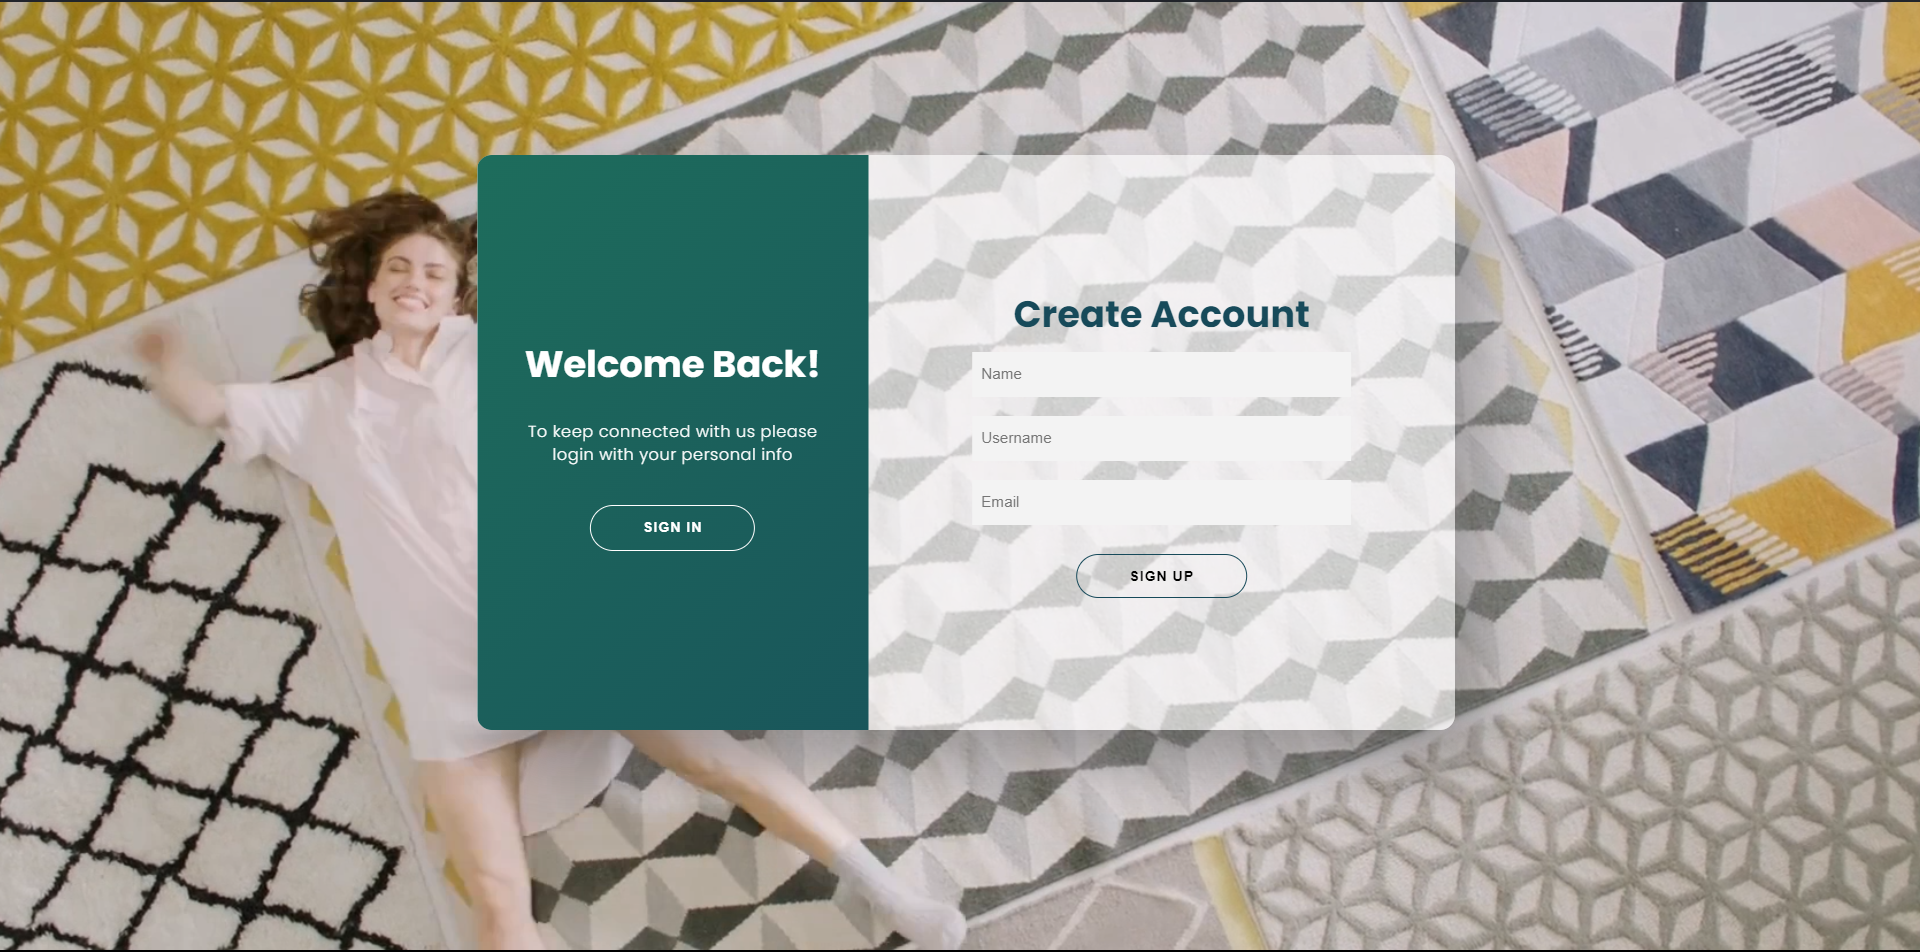 Welcome Back!
To keep connected with us please
login with your personal info
SIGN IN
Create Account
Name
Username
Email
SIGN UP